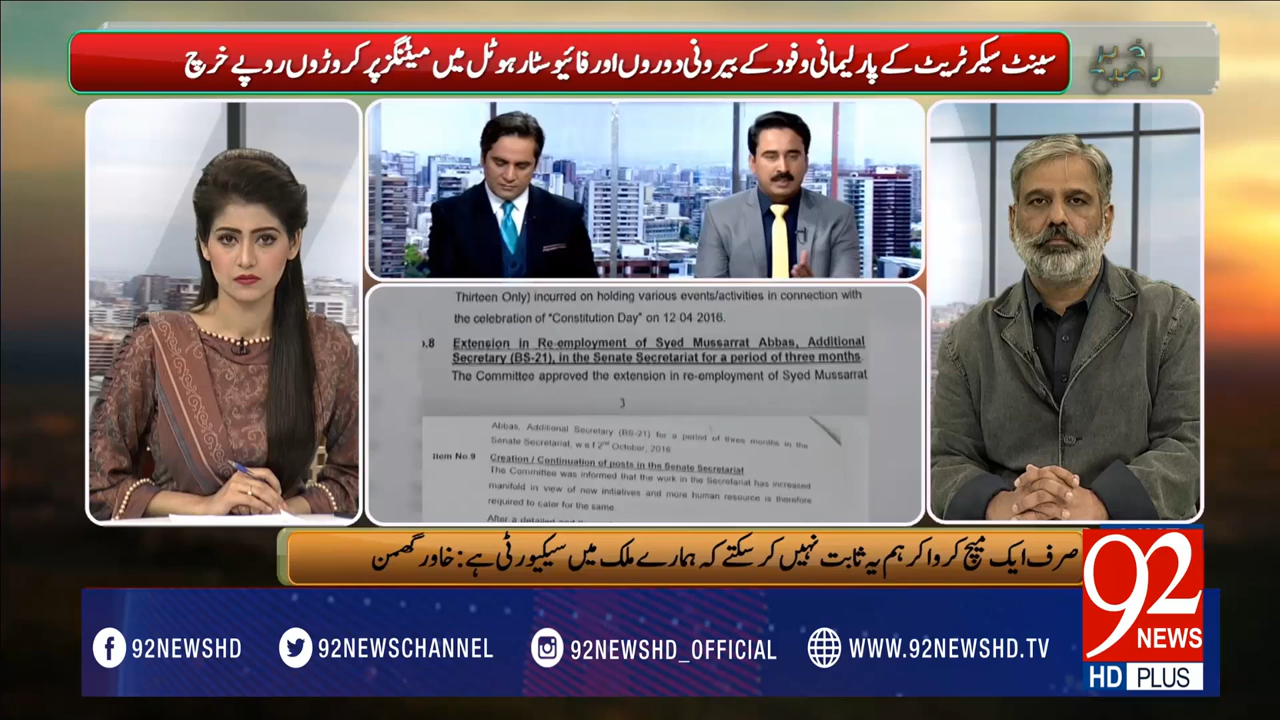 سینٹ سیکرٹریٹ کے پارلیمانی وفود کے بیرونی دوروں اور فائیو سٹار ہوٹل میں میٹنگز پر کروڑوں روپے خرچ
Thirteen Only) incurred on holding various events/activities in connection with
the celebration of "Constitution Day" on 12 04 2016.
.8 Extension in Re-employment of Syed Mussarrat Abbas, Additional
Secretary (BS-21), in the Senate Secretariat for a period of three months
The Committee approved the extension in re-employment of Syed Mussarrat
3
Abbas, Additional Secretary (BS-21) for a period of three months in the
Senate Secretariat, w.e.f 2nd October, 2016
Item No.9 Creation / Continuation of posts in the Senate Secretariat
The Committee was informed that the work in the Secretariat has increased
manifold in view of new initiatives and more human resource is therefore
required to cater for the same.
After a detailed
صرف ایک میچ کروا کر ہم یہ ثابت نہیں کر سکتے کہ ہمارے ملک میں سیکیورٹی ہے: خاور گھمن
92NEWSHD
92NEWSCHANNEL
92NEWSHD_OFFICIAL
WWW.92NEWSHD.TV
92
NEWS
HD PLUS